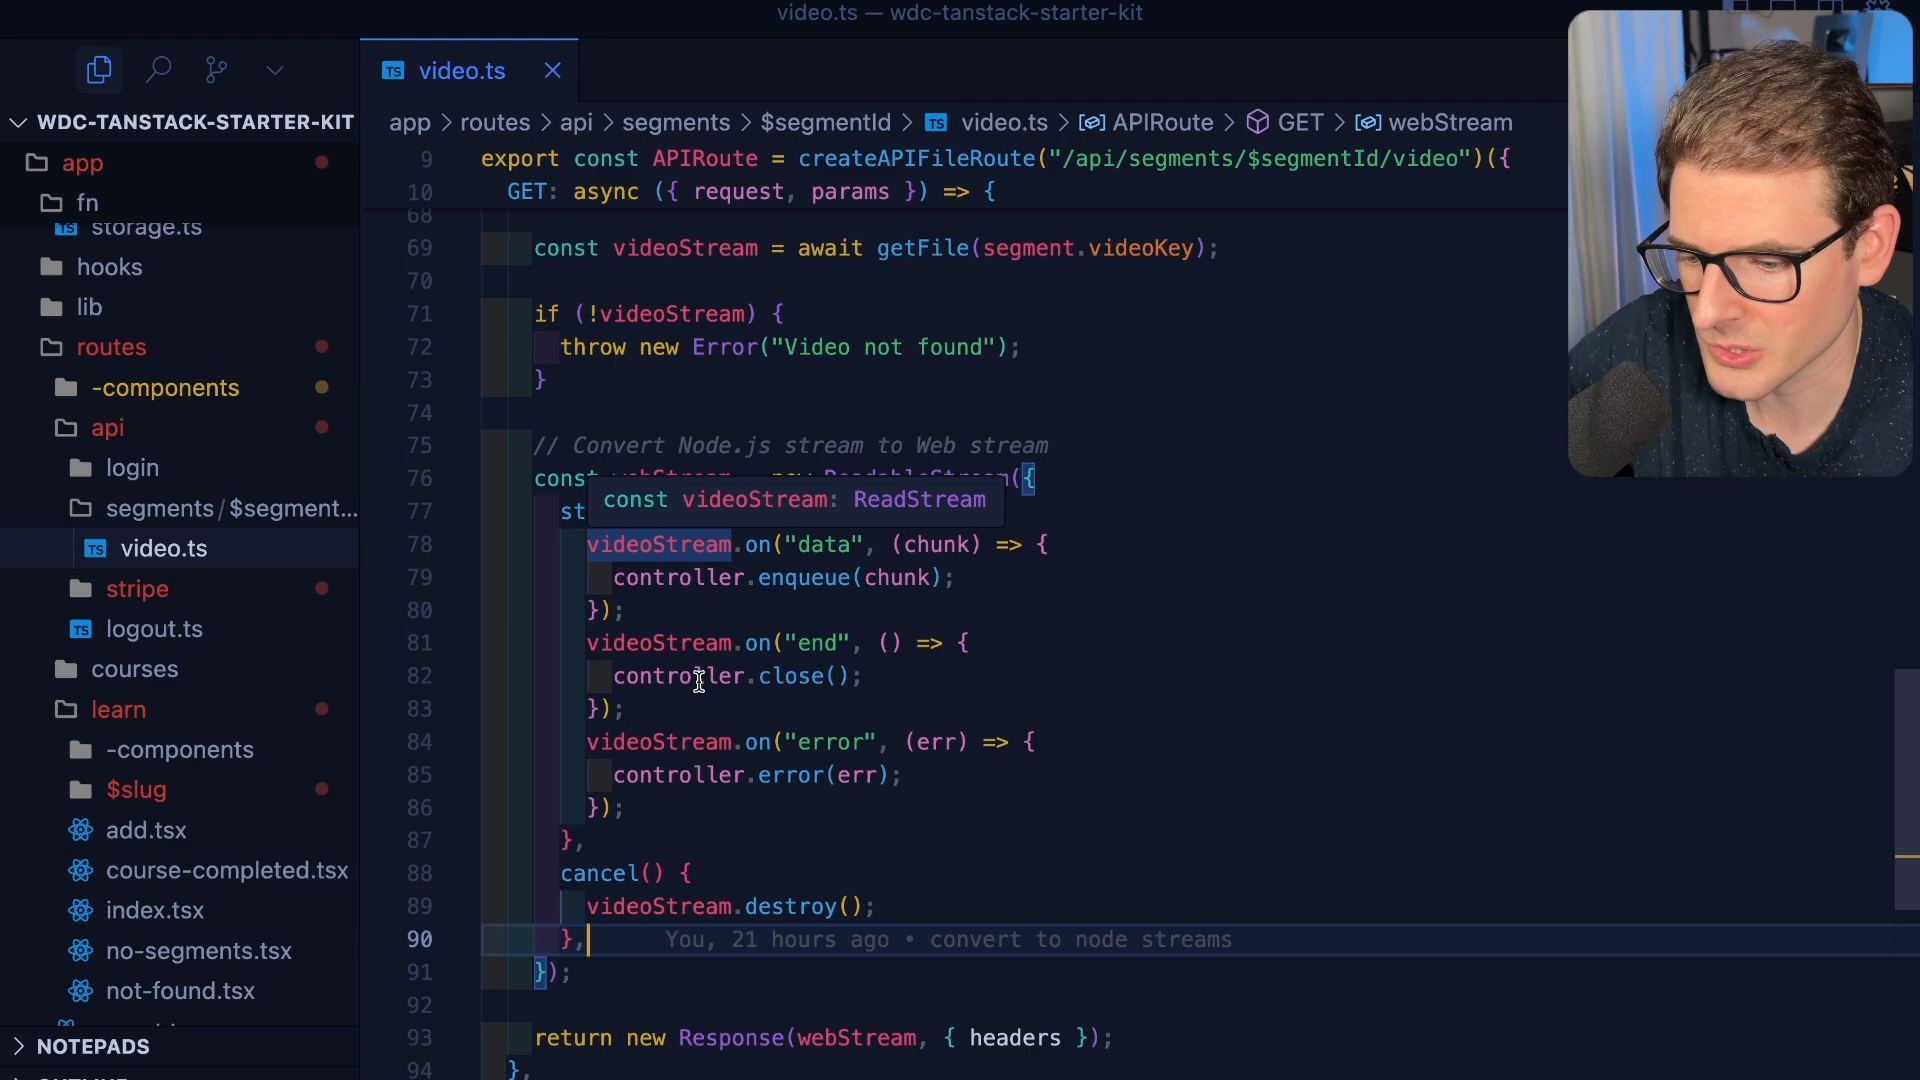 video.ts — wdc-tanstack-starter-kit
video.ts
WDC-TANSTACK-STARTER-KIT
app
fn
storage.ts
hooks
lib
routes
-components
api
login
segments/$segment...
video.ts
stripe
logout.ts
courses
learn
-components
$slug
add.tsx
course-completed.tsx
index.tsx
no-segments.tsx
not-found.tsx
NOTEPADS
app > routes > api > segments > $segmentId > TS video.ts > APIRoute > GET > webStream
9 export const APIRoute = createAPIFileRoute("/api/segments/$segmentId/video")({
10 GET: async ({ request, params }) => {
68
69 const videoStream = await getFile(segment.videoKey);
70
71 if (!videoStream) {
72 throw new Error("Video not found");
73 }
74
75 // Convert Node.js stream to Web stream
76 const webStream = new ReadableStream({
const videoStream: ReadStream
77 st
78 videoStream.on("data", (chunk) => {
79 controller.enqueue(chunk);
80 });
81 videoStream.on("end", () => {
82 controller.close();
83 });
84 videoStream.on("error", (err) => {
85 controller.error(err);
86 });
87 },
88 cancel() {
89 videoStream.destroy();
90 }, You, 21 hours ago • convert to node streams
91 });
92
93 return new Response(webStream, { headers });
94 },